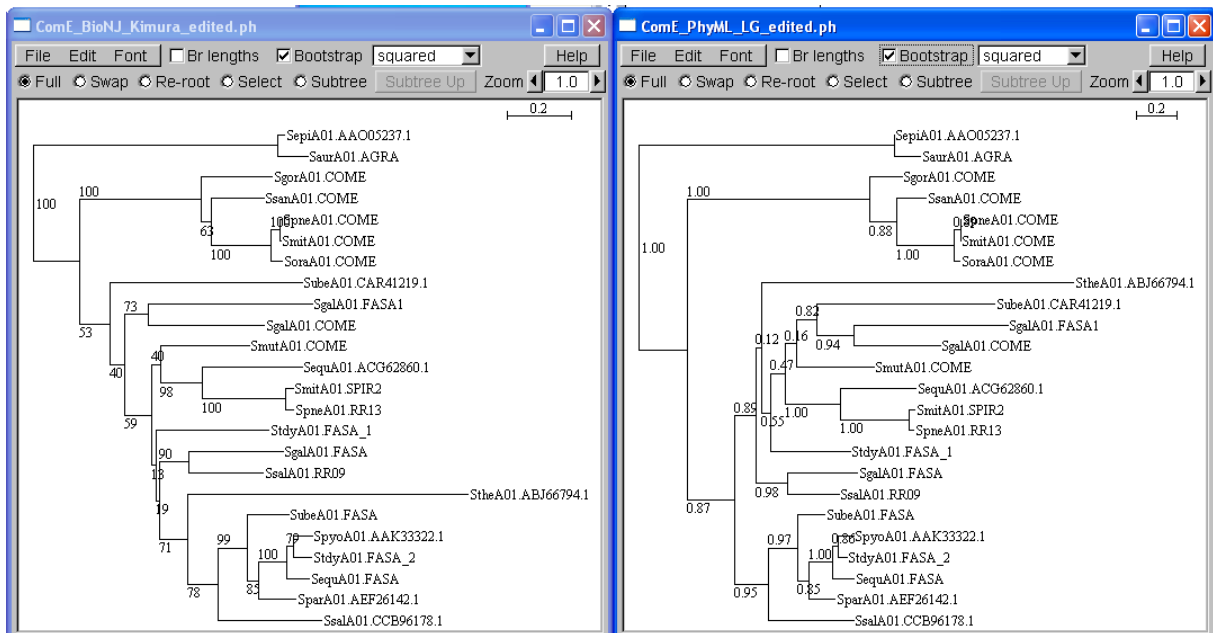 ComE_BioNJ_Kimura_edited.ph
File Edit Font Br lengths Bootstrap squared Help
Full Swap Re-root Select Subtree Subtree Up Zoom 1.0
SepiA01.AAO05237.1
SaurA01.AGRA
100
SgorA01.COME
100
SsanA01.COME
63
100
SpneA01.COME
SmitA01.COME
100
SoraA01.COME
SubeA01.CAR41219.1
73
SgalA01.FASA1
53
SgalA01.COME
40
SmutA01.COME
40
SequA01.ACG62860.1
98
SmitA01.SPIR2
100
SpneA01.RR13
59
StdyA01.FASA_1
90
SgalA01.FASA
13
SsalA01.RR09
StheA01.ABJ66794.1
19
SubeA01.FASA
71
99
79
SpyoA01.AAK33322.1
100
StdyA01.FASA_2
SequA01.FASA
78
85
SparA01.AEF26142.1
SsalA01.CCB96178.1
ComE_PhyML_LG_edited.ph
File Edit Font Br lengths Bootstrap squared Help
Full Swap Re-root Select Subtree Subtree Up Zoom 1.0
0.2
SepiA01.AAO05237.1
SaurA01.AGRA
SgorA01.COME
1.00
SsanA01.COME
SpneA01.COME
0.88
SmitA01.COME
1.00
1.00
SoraA01.COME
StheA01.ABJ66794.1
SubeA01.CAR41219.1
0.82
SgalA01.FASA1
0.12
0.16
0.94
SgalA01.COME
0.47
SmutA01.COME
SequA01.ACG62860.1
0.89
0.55
1.00
SmitA01.SPIR2
1.00
SpneA01.RR13
StdyA01.FASA_1
SgalA01.FASA
0.98
SsalA01.RR09
0.87
SubeA01.FASA
0.97
0.86
SpyoA01.AAK33322.1
1.00
StdyA01.FASA_2
SequA01.FASA
0.95
0.85
SparA01.AEF26142.1
SsalA01.CCB96178.1